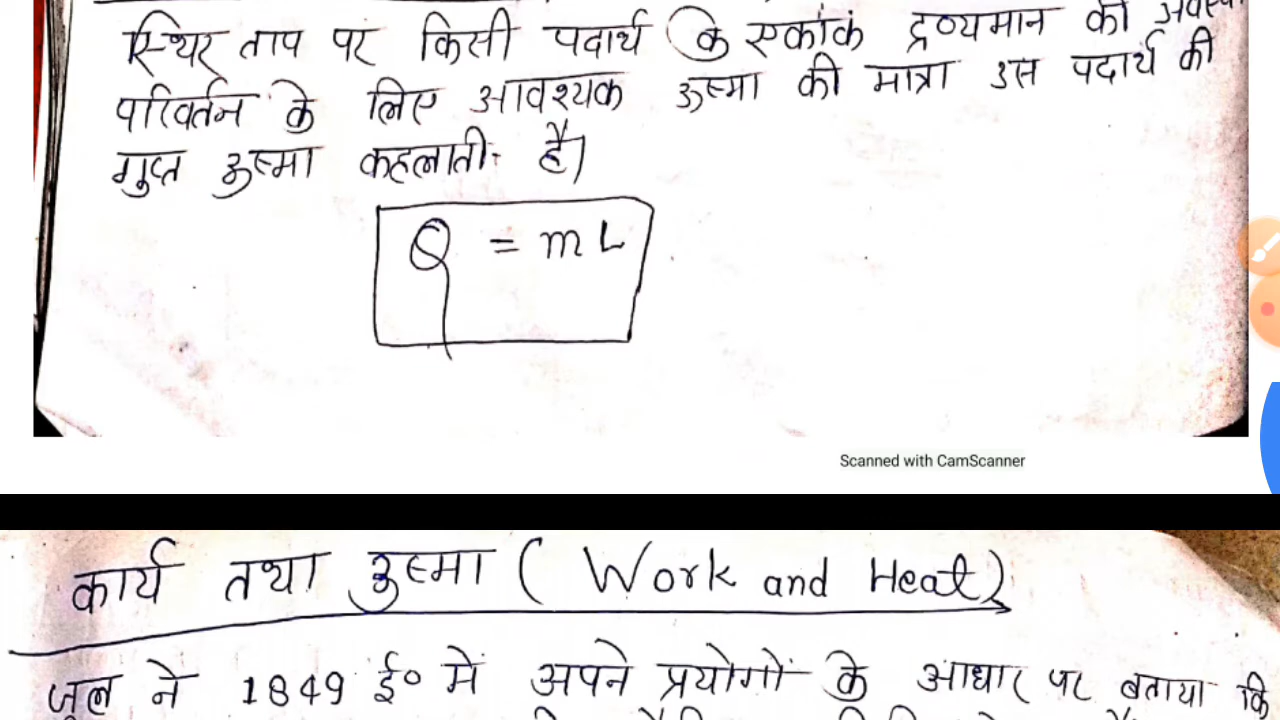 स्थिर ताप पर किसी पदार्थ के एकांक द्रव्यमान की
परिवर्तन के लिए आवश्यक ऊष्मा की मात्रा उस पदार्थ की
गुप्त ऊष्मा कहलाती है।
Q = mL
Scanned with CamScanner
कार्य तथा ऊष्मा ( Work and Heat )
जूल ने 1849 ई० में अपने प्रयोगों के आधार पर बताया कि